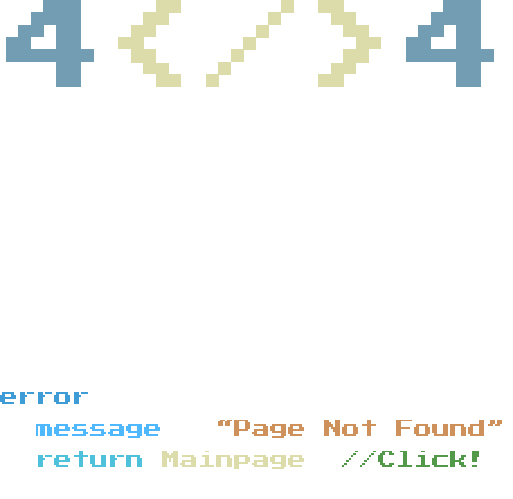 4</>4
error
message “Page Not Found”
return Mainpage //Click!